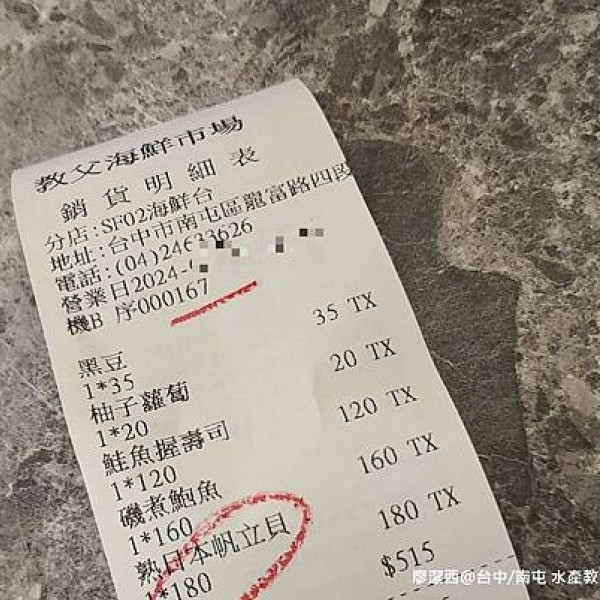 教父海鮮市場
銷貨明細表
分店:SF02海鮮台
地址:台中市南屯區龍富路四段
電話:(04)24 3626
營業日2024-
機B 序000167
黑豆
1*35 35 TX
柚子蘿蔔
1*20 20 TX
鮭魚握壽司
1*120 120 TX
磯煮鮑魚
1*160 160 TX
熟日本帆立貝
1*180 180 TX
$515
廖潔西@台中/南屯 水產教